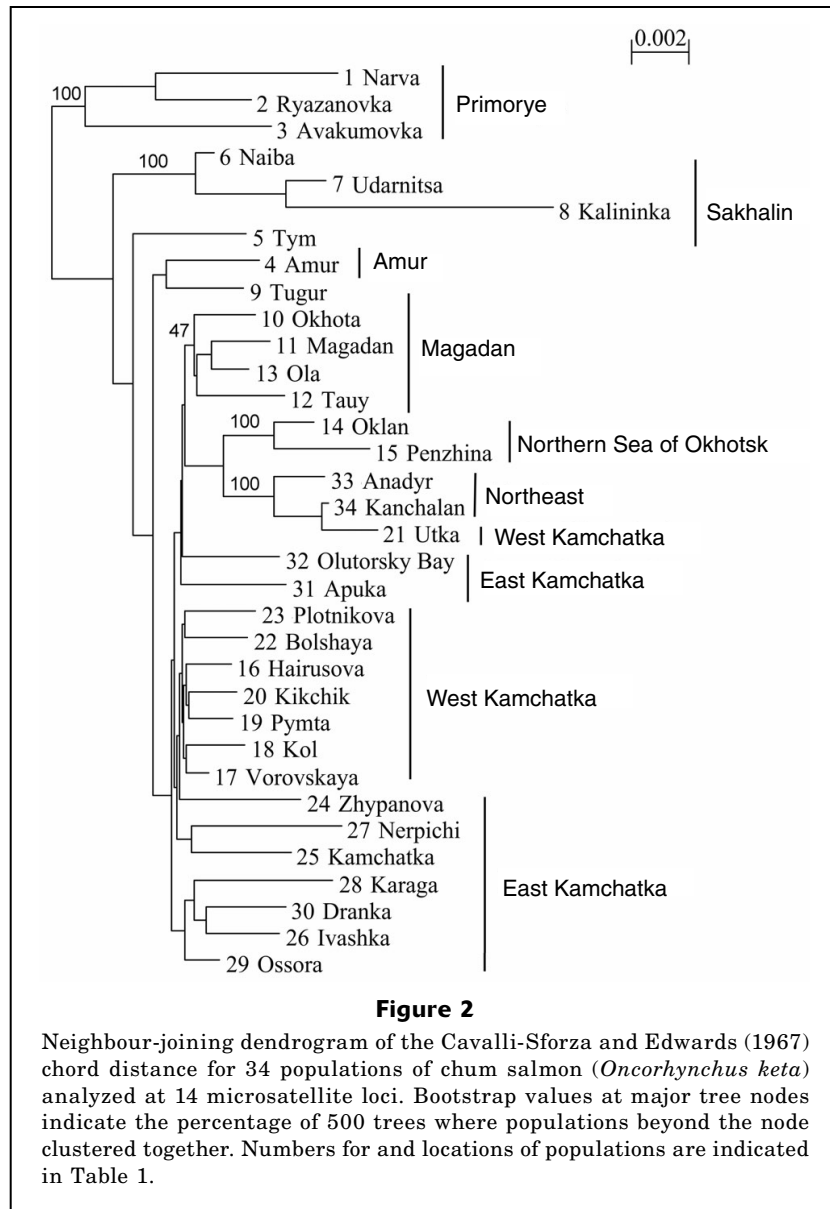 0.002
100
1 Narva
2 Ryazanovka
Primorye
3 Avakumovka
100
6 Naiba
7 Udarnitsa
8 Kalininka
Sakhalin
5 Tym
4 Amur
Amur
9 Tugur
47
10 Okhota
11 Magadan
Magadan
13 Ola
12 Tauy
100
14 Oklan
Northern Sea of Okhotsk
15 Penzhina
100
33 Anadyr
Northeast
34 Kanchalan
21 Utka
West Kamchatka
32 Olutorsky Bay
East Kamchatka
31 Apuka
23 Plotnikova
22 Bolshaya
16 Hairusova
20 Kikchik
West Kamchatka
19 Pymta
18 Kol
17 Vorovskaya
24 Zhypanova
27 Nerpichi
25 Kamchatka
28 Karaga
East Kamchatka
30 Dranka
26 Ivashka
29 Ossora
Figure 2
Neighbour-joining dendrogram of the Cavalli-Sforza and Edwards (1967)
chord distance for 34 populations of chum salmon (Oncorhynchus keta)
analyzed at 14 microsatellite loci. Bootstrap values at major tree nodes
indicate the percentage of 500 trees where populations beyond the node
clustered together. Numbers for and locations of populations are indicated
in Table 1.